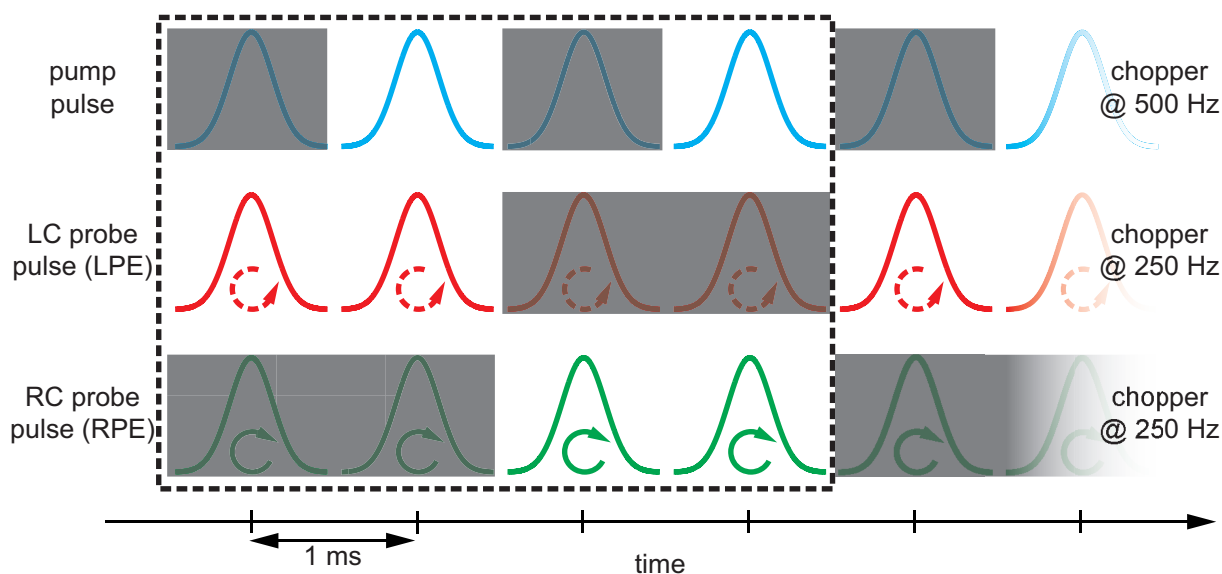 pump
pulse
chopper
@ 500 Hz
LC probe
pulse (LPE)
chopper
@ 250 Hz
RC probe
pulse (RPE)
chopper
@ 250 Hz
1 ms
time